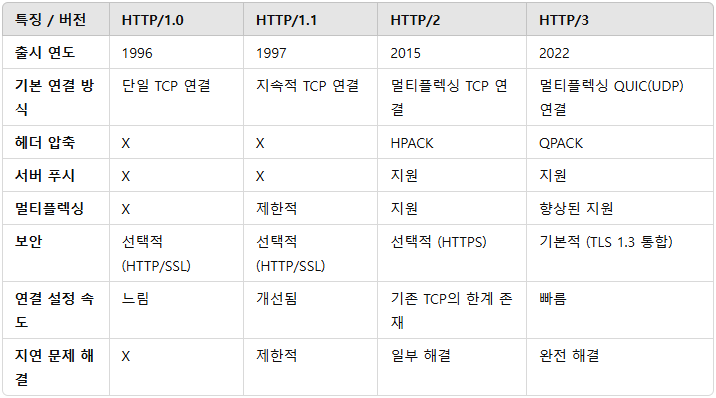 특징 / 버전 HTTP/1.0 HTTP/1.1 HTTP/2 HTTP/3
출시 연도 1996 1997 2015 2022
기본 연결 방 단일 TCP 연결 지속적 TCP 연결 멀티플렉싱 TCP 연 멀티플렉싱 QUIC(UDP)
식 결 연결
헤더 압축 X X HPACK QPACK
서버 푸시 X X 지원 지원
멀티플렉싱 X 제한적 지원 향상된 지원
보안 선택적 선택적 선택적 (HTTPS) 기본적 (TLS 1.3 통합)
(HTTP/SSL) (HTTP/SSL)
연결 설정 속 느림 개선됨 기존 TCP의 한계 존 빠름
도 재
지연 문제 해 X 제한적 일부 해결 완전 해결
결